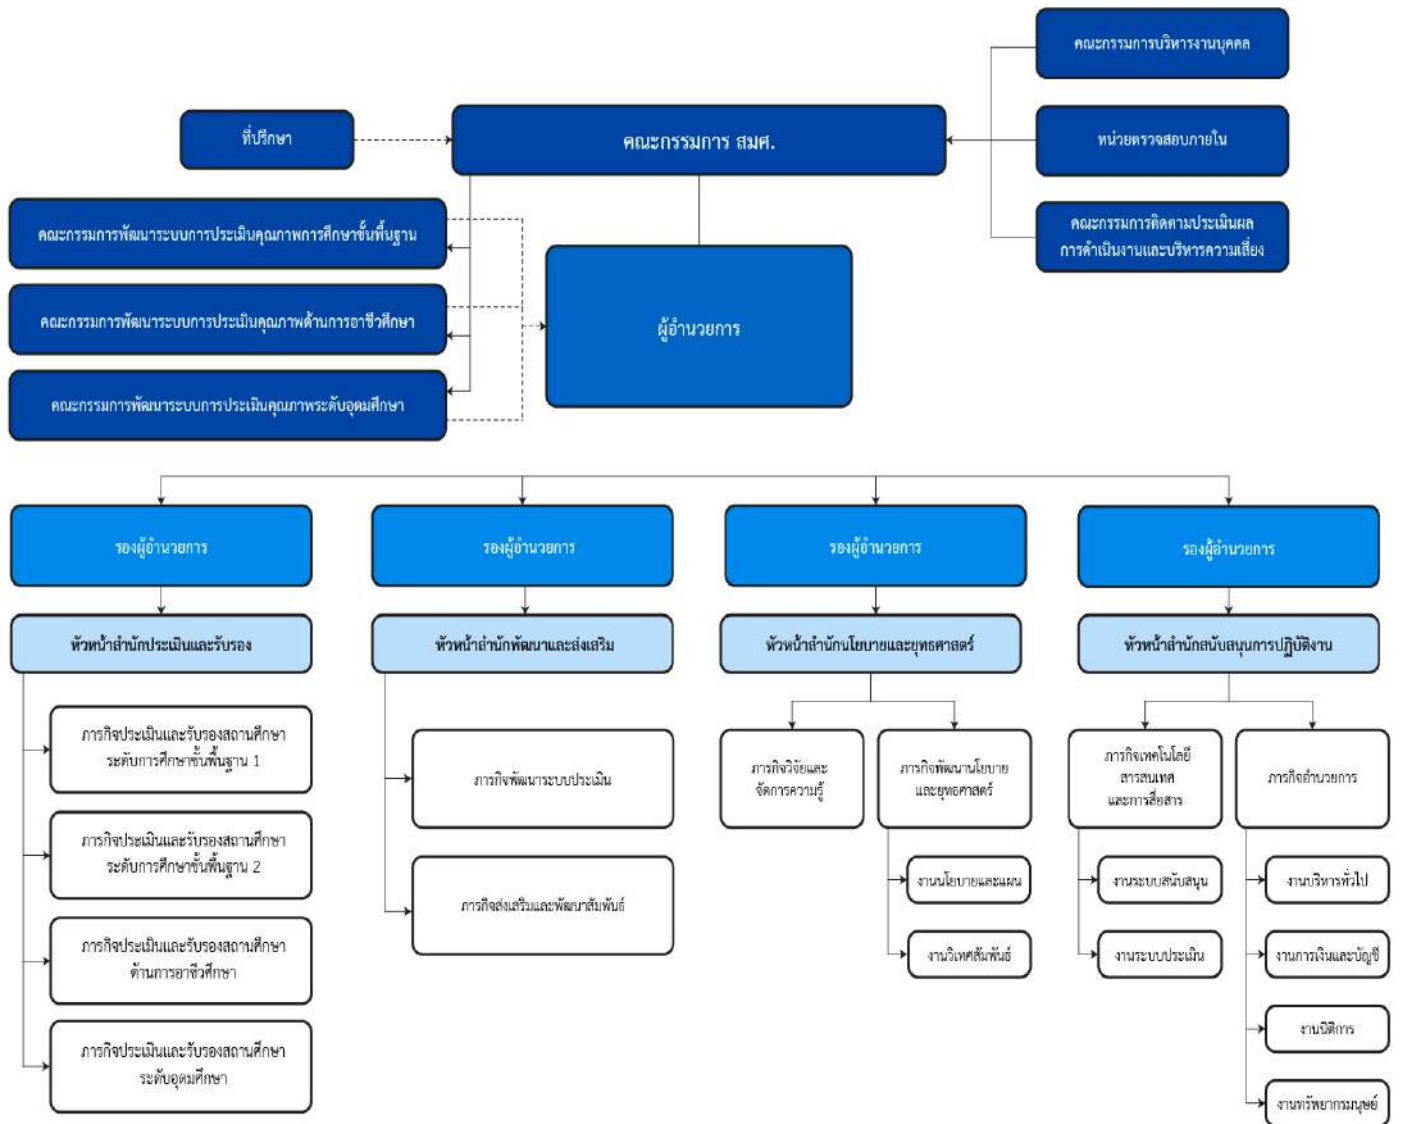 คณะกรรมการบริหารงานบุคคล
ที่ปรึกษา
คณะกรรมการ สมศ.
หน่วยตรวจสอบภายใน
คณะกรรมการติดตามประเมินผล
การดำเนินงานและบริหารความเสี่ยง
คณะกรรมการพัฒนาระบบการประเมินคุณภาพการศึกษาขั้นพื้นฐาน
คณะกรรมการพัฒนาระบบการประเมินคุณภาพด้านการอาชีวศึกษา
คณะกรรมการพัฒนาระบบการประเมินคุณภาพระดับอุดมศึกษา
ผู้อำนวยการ
รองผู้อำนวยการ
รองผู้อำนวยการ
รองผู้อำนวยการ
รองผู้อำนวยการ
หัวหน้าสำนักประเมินและรับรอง
หัวหน้าสำนักพัฒนาและส่งเสริม
หัวหน้าสำนักนโยบายและยุทธศาสตร์
หัวหน้าสำนักสนับสนุนการปฏิบัติงาน
ภารกิจประเมินและรับรองสถานศึกษา
ระดับการศึกษาขั้นพื้นฐาน 1
ภารกิจประเมินและรับรองสถานศึกษา
ระดับการศึกษาขั้นพื้นฐาน 2
ภารกิจประเมินและรับรองสถานศึกษา
ด้านการอาชีวศึกษา
ภารกิจประเมินและรับรองสถานศึกษา
ระดับอุดมศึกษา
ภารกิจพัฒนาระบบประเมิน
ภารกิจส่งเสริมและพัฒนาสัมพันธ์
ภารกิจวิจัยและ
จัดการความรู้
ภารกิจพัฒนานโยบาย
และยุทธศาสตร์
งานนโยบายและแผน
งานวิเทศสัมพันธ์
ภารกิจเทคโนโลยี
สารสนเทศ
และการสื่อสาร
งานระบบสนับสนุน
งานระบบประเมิน
ภารกิจอำนวยการ
งานบริหารทั่วไป
งานการเงินและบัญชี
งานนิติการ
งานทรัพยากรมนุษย์